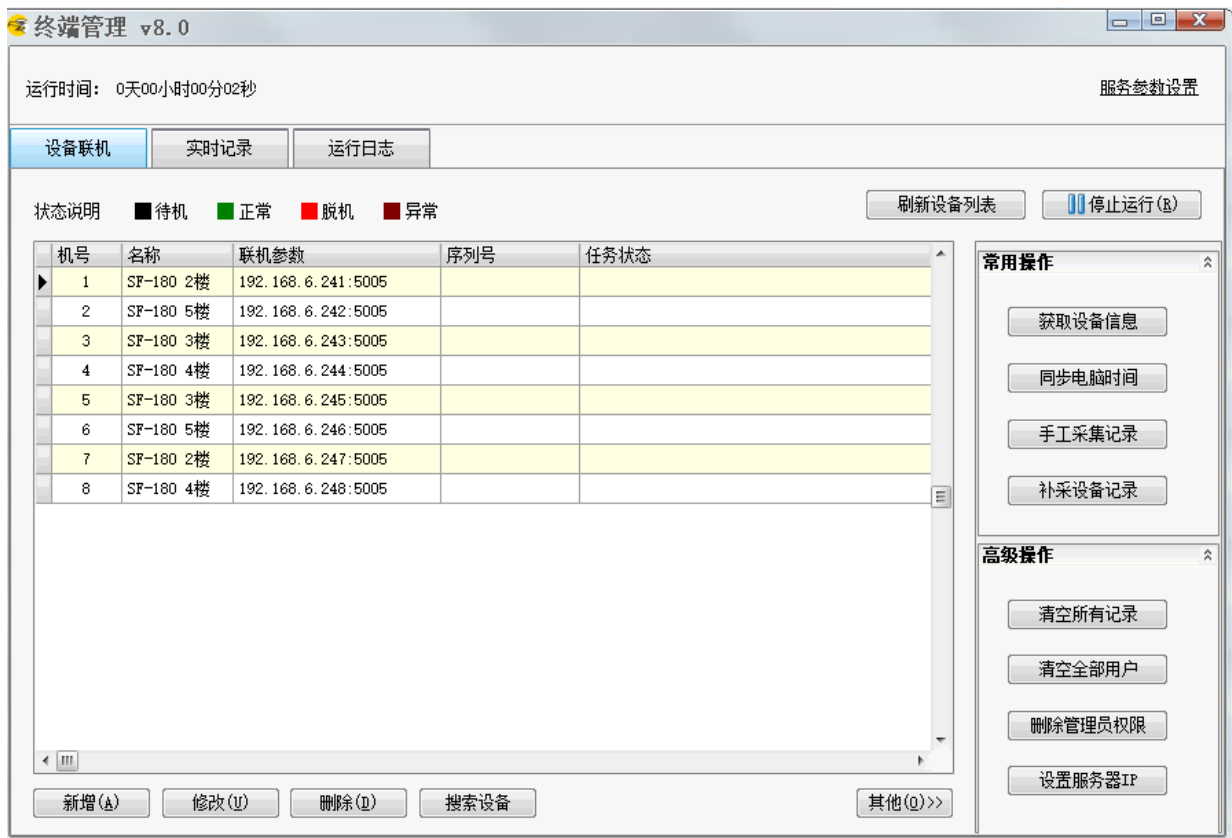 终端管理 v8.0
运行时间: 0天00小时00分02秒 服务参数设置
设备联机 实时记录 运行日志
状态说明 待机 正常 脱机 异常 刷新设备列表 停止运行(R)
机号 名称 联机参数 序列号 任务状态
1 SF-180 2楼 192.168.6.241:5005
2 SF-180 5楼 192.168.6.242:5005
3 SF-180 3楼 192.168.6.243:5005
4 SF-180 4楼 192.168.6.244:5005
5 SF-180 3楼 192.168.6.245:5005
6 SF-180 5楼 192.168.6.246:5005
7 SF-180 2楼 192.168.6.247:5005
8 SF-180 4楼 192.168.6.248:5005
常用操作
获取设备信息
同步电脑时间
手工采集记录
补采设备记录
高级操作
清空所有记录
清空全部用户
删除管理员权限
设置服务器IP
新增(A) 修改(U) 删除(D) 搜索设备 其他(O)>>